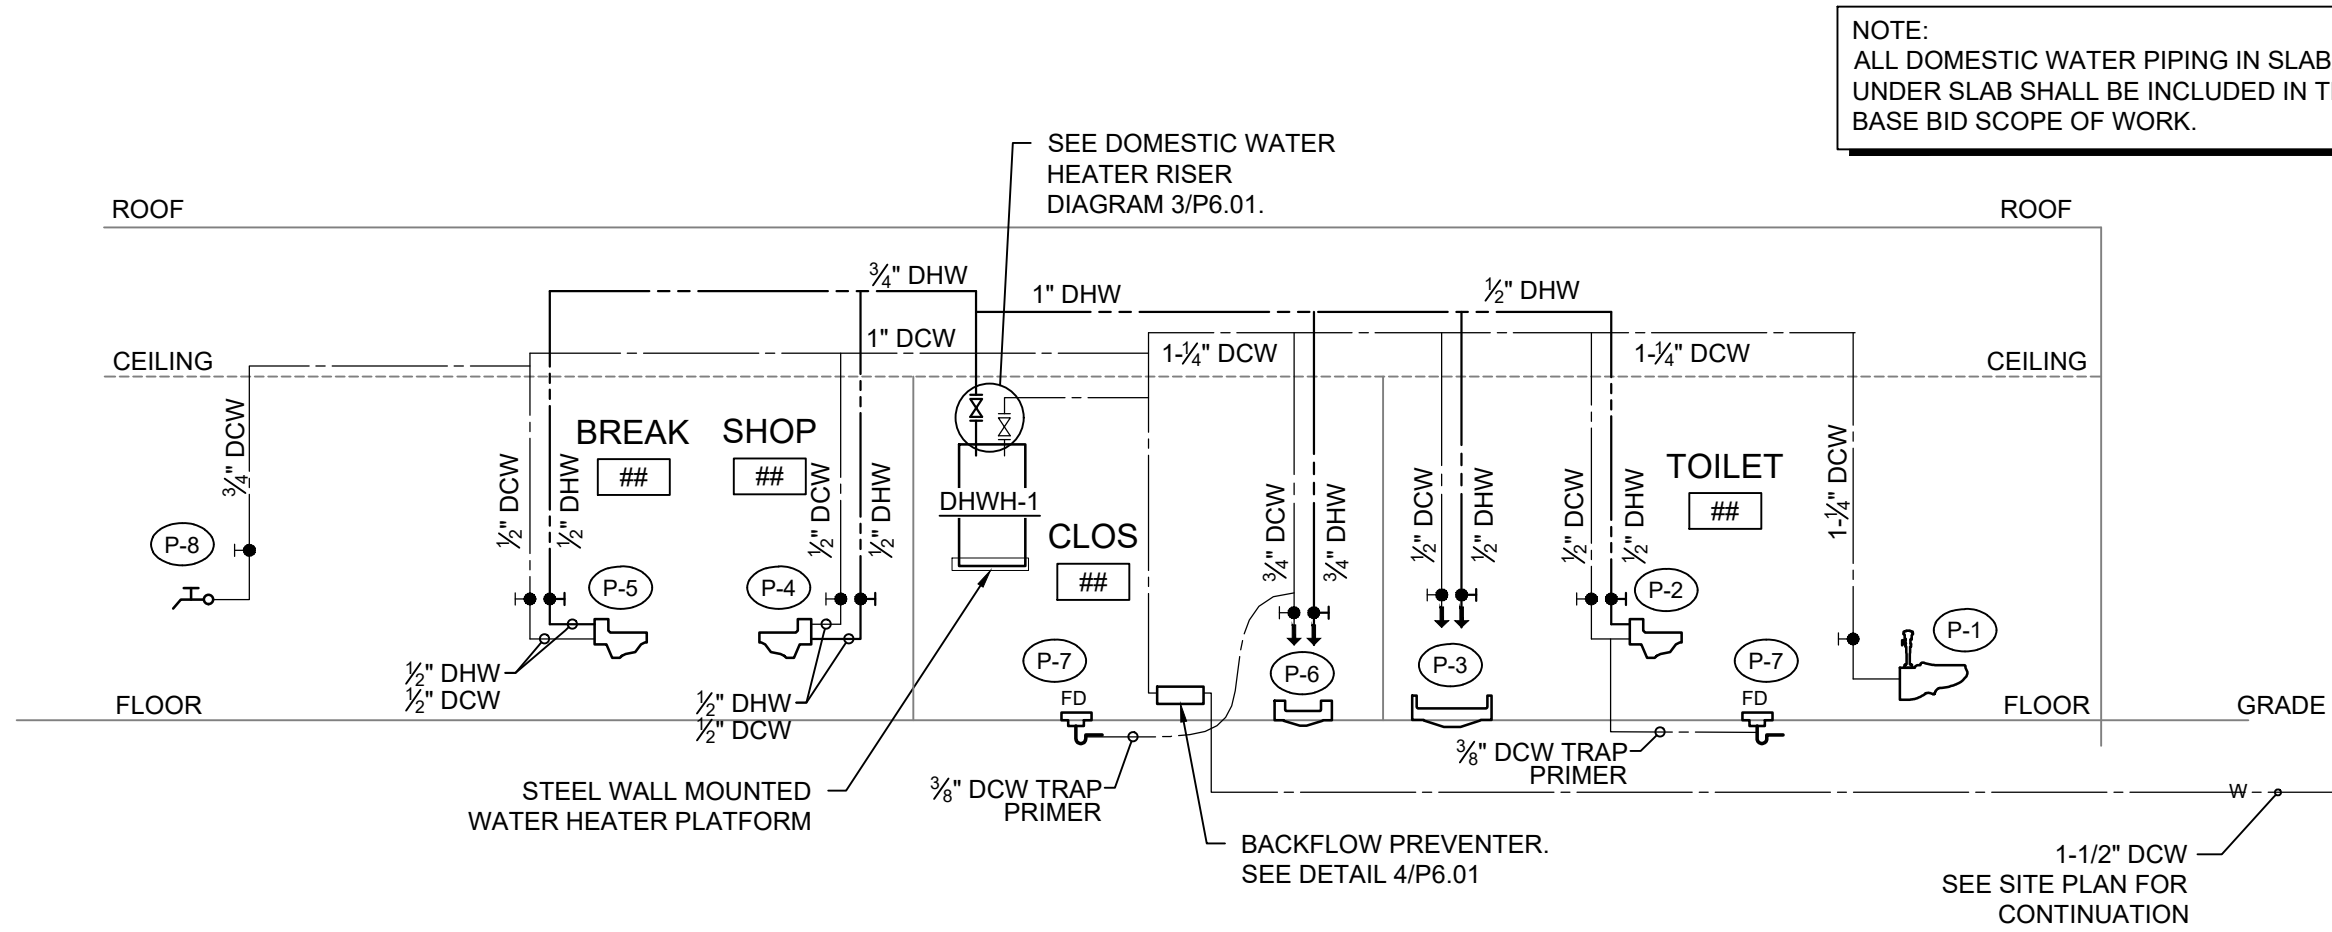 NOTE:
ALL DOMESTIC WATER PIPING IN SLAB
UNDER SLAB SHALL BE INCLUDED IN
BASE BID SCOPE OF WORK.
SEE DOMESTIC WATER
HEATER RISER
DIAGRAM 3/P6.01.
ROOF
ROOF
¾" DHW
1" DHW
½" DHW
1" DCW
1-¼" DCW
1-¼" DCW
CEILING
CEILING
¾" DCW
BREAK
##
SHOP
##
½" DCW
½" DHW
½" DCW
½" DHW
DHWH-1
CLOS
##
¾" DCW
¾" DHW
½" DCW
½" DHW
½" DCW
½" DHW
TOILET
##
1-¼" DCW
P-8
P-5
P-4
P-2
P-7
P-6
P-3
P-7
P-1
½" DHW
½" DCW
½" DHW
½" DCW
FD
FD
FLOOR
FLOOR
GRADE
⅜" DCW TRAP
PRIMER
⅜" DCW TRAP
PRIMER
STEEL WALL MOUNTED
WATER HEATER PLATFORM
W
BACKFLOW PREVENTER.
SEE DETAIL 4/P6.01
1-1/2" DCW
SEE SITE PLAN FOR
CONTINUATION